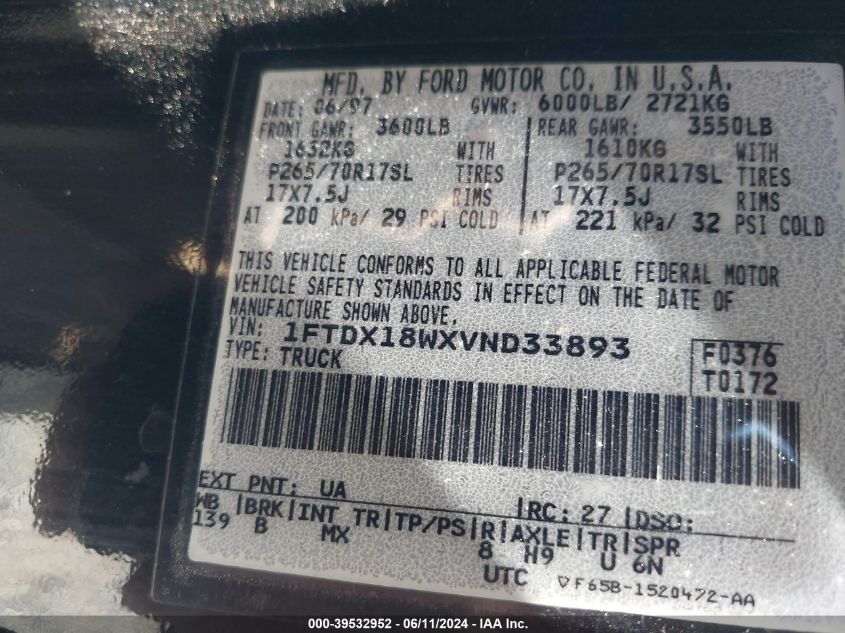 MFD. BY FORD MOTOR CO. IN U.S.A.
DATE: 06/97 GVWR: 6000LB/ 2721KG
FRONT GAWR: 3600LB REAR GAWR: 3550LB
1632KG WITH 1610KG WITH
P265/70R17SL TIRES P265/70R17SL TIRES
17X7.5J RIMS 17X7.5J RIMS
AT 200 kPa/ 29 PSI COLD AT 221 kPa/ 32 PSI COLD
THIS VEHICLE CONFORMS TO ALL APPLICABLE FEDERAL MOTOR
VEHICLE SAFETY STANDARDS IN EFFECT ON THE DATE OF
MANUFACTURE SHOWN ABOVE.
VIN: 1FTDX18WXVND33893 F0376
TYPE: TRUCK T0172
EXT PNT: UA RC: 27 DSO:
WB BRK INT TR TP/PS R AXLE TR SPR
139 B MX 8 H9 U 6N
UTC ▽F65B-1520472-AA
000-39532952 - 06/11/2024 - IAA Inc.